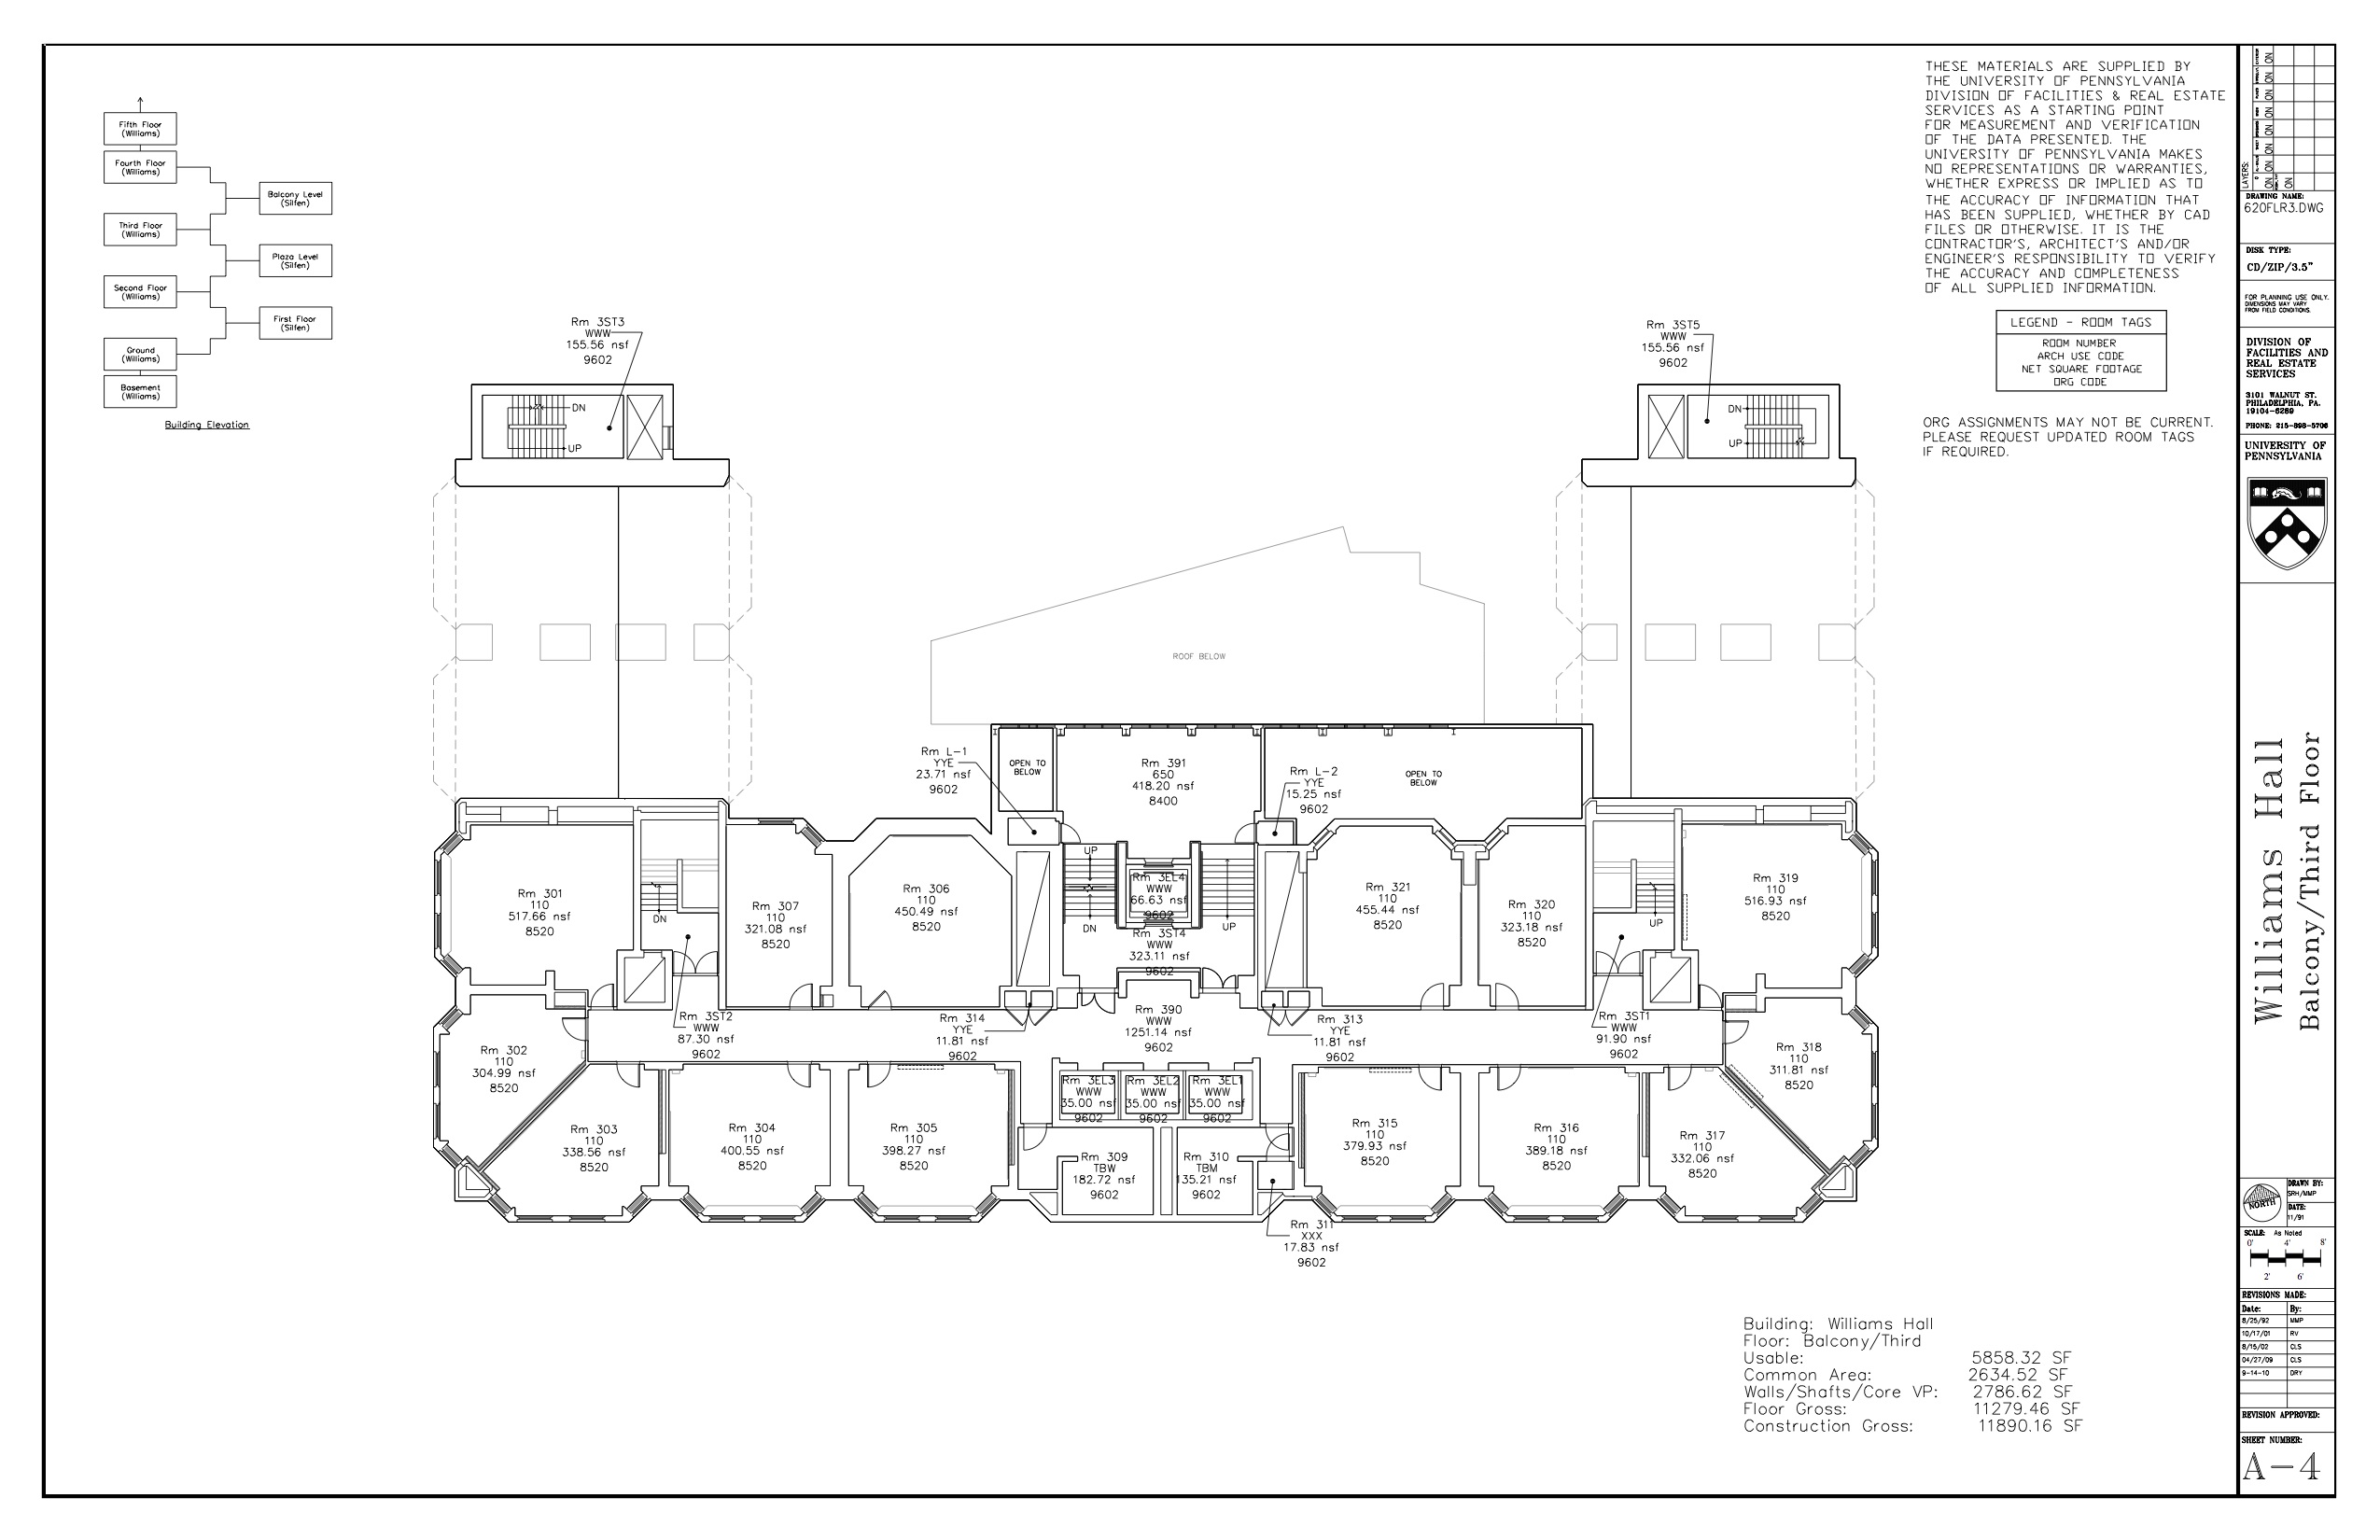 Fifth Floor
(Williams)
Fourth Floor
(Williams)
Balcony Level
(Silfen)
Third Floor
(Williams)
Plaza Level
(Silfen)
Second Floor
(Williams)
First Floor
(Silfen)
Ground
(Williams)
Basement
(Williams)
Building Elevation
THESE MATERIALS ARE SUPPLIED BY
THE UNIVERSITY OF PENNSYLVANIA
DIVISION OF FACILITIES & REAL ESTATE
SERVICES AS A STARTING POINT
FOR MEASUREMENT AND VERIFICATION
OF THE DATA PRESENTED. THE
UNIVERSITY OF PENNSYLVANIA MAKES
NO REPRESENTATIONS OR WARRANTIES,
WHETHER EXPRESS OR IMPLIED AS TO
THE ACCURACY OF INFORMATION THAT
HAS BEEN SUPPLIED, WHETHER BY CAD
FILES OR OTHERWISE. IT IS THE
CONTRACTOR'S, ARCHITECT'S AND/OR
ENGINEER'S RESPONSIBILITY TO VERIFY
THE ACCURACY AND COMPLETENESS
OF ALL SUPPLIED INFORMATION.
LEGEND - ROOM TAGS
ROOM NUMBER
ARCH USE CODE
NET SQUARE FOOTAGE
ORG CODE
ORG ASSIGNMENTS MAY NOT BE CURRENT.
PLEASE REQUEST UPDATED ROOM TAGS
IF REQUIRED.
Rm 3ST3
WWW
155.56 nsf
9602
DN
UP
Rm 3ST5
WWW
155.56 nsf
9602
DN
UP
ROOF BELOW
Rm L-1
YYE
23.71 nsf
9602
OPEN TO
BELOW
Rm 391
650
418.20 nsf
8400
Rm L-2
YYE
15.25 nsf
9602
OPEN TO
BELOW
Rm 301
110
517.66 nsf
8520
DN
Rm 307
110
321.08 nsf
8520
Rm 306
110
450.49 nsf
8520
UP
DN
Rm 3EL4
WWW
66.63 nsf
9602
UP
Rm 3ST4
WWW
323.11 nsf
9602
Rm 321
110
455.44 nsf
8520
Rm 320
110
323.18 nsf
8520
UP
Rm 319
110
516.93 nsf
8520
Rm 3ST2
WWW
87.30 nsf
9602
Rm 314
YYE
11.81 nsf
9602
Rm 390
WWW
1251.14 nsf
9602
Rm 313
YYE
11.81 nsf
9602
Rm 3ST1
WWW
91.90 nsf
9602
Rm 302
110
304.99 nsf
8520
Rm 318
110
311.81 nsf
8520
Rm 3EL3
WWW
35.00 nsf
9602
Rm 3EL2
WWW
35.00 nsf
9602
Rm 3EL1
WWW
35.00 nsf
9602
Rm 303
110
338.56 nsf
8520
Rm 304
110
400.55 nsf
8520
Rm 305
110
398.27 nsf
8520
Rm 309
TBW
182.72 nsf
9602
Rm 310
TBM
135.21 nsf
9602
Rm 315
110
379.93 nsf
8520
Rm 316
110
389.18 nsf
8520
Rm 317
110
332.06 nsf
8520
Rm 311
XXX
17.83 nsf
9602
Building: Williams Hall
Floor: Balcony/Third
Usable: 5858.32 SF
Common Area: 2634.52 SF
Walls/Shafts/Core VP: 2786.62 SF
Floor Gross: 11279.46 SF
Construction Gross: 11890.16 SF
LAYERS:
ON ON ON ON ON ON
ON
DRAWING NAME:
620FLR3.DWG
DISK TYPE:
CD/ZIP/3.5"
FOR PLANNING USE ONLY.
DIMENSIONS MAY VARY
FROM FIELD CONDITIONS.
DIVISION OF
FACILITIES AND
REAL ESTATE
SERVICES
3101 WALNUT ST.
PHILADELPHIA, PA.
19104-6289
PHONE: 215-898-5706
UNIVERSITY OF
PENNSYLVANIA
Williams Hall
Balcony/Third Floor
NORTH
DRAWN BY:
SRH/MMP
DATE:
11/91
SCALE: As Noted
0' 4' 8'
2' 6'
REVISIONS MADE:
Date: By:
8/25/92 MMP
10/17/01 RV
8/15/02 CLS
04/27/09 CLS
9-14-10 DRY
REVISION APPROVED:
SHEET NUMBER:
A-4